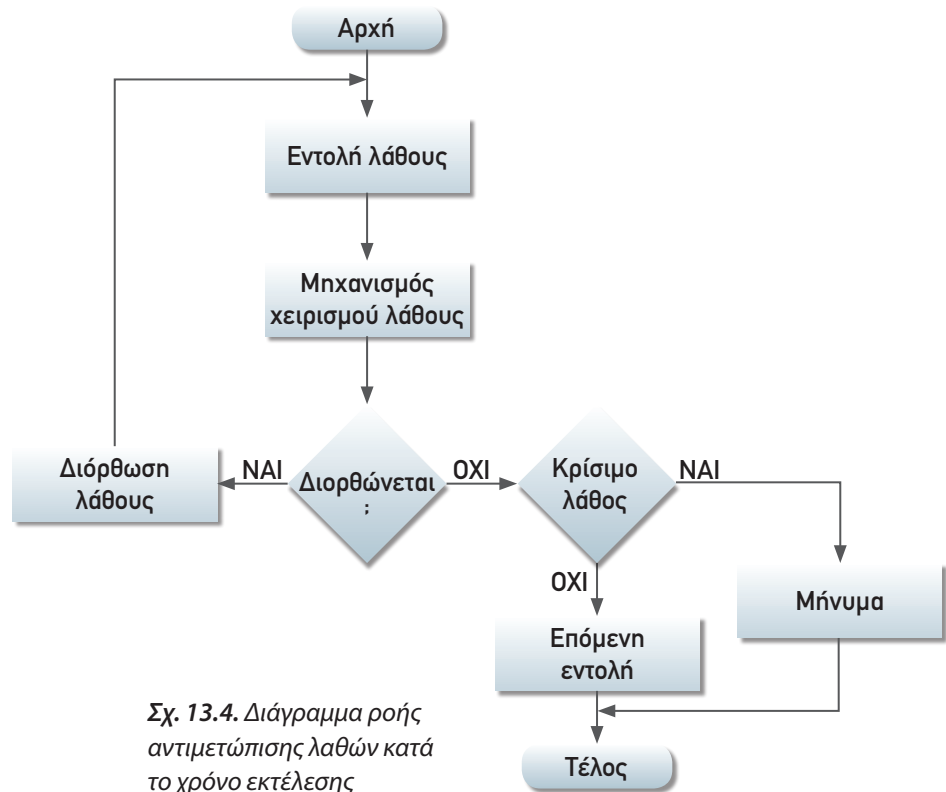 Αρχή
Εντολή λάθους
Μηχανισμός
χειρισμού λάθους
Διόρθωση
λάθους
ΝΑΙ
Διορθώνεται
;
ΟΧΙ
Κρίσιμο
λάθος
ΝΑΙ
ΟΧΙ
Μήνυμα
Επόμενη
εντολή
Σχ. 13.4. Διάγραμμα ροής
αντιμετώπισης λαθών κατά
το χρόνο εκτέλεσης
Τέλος